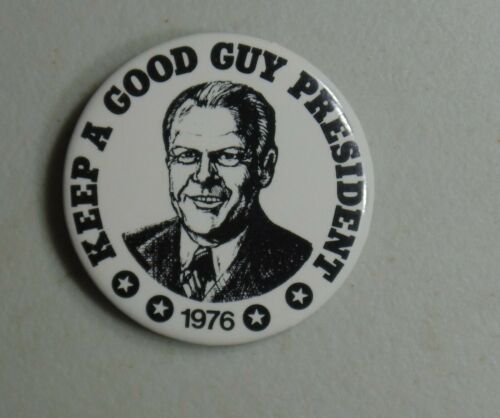 KEEP A GOOD GUY PRESIDENT
1976